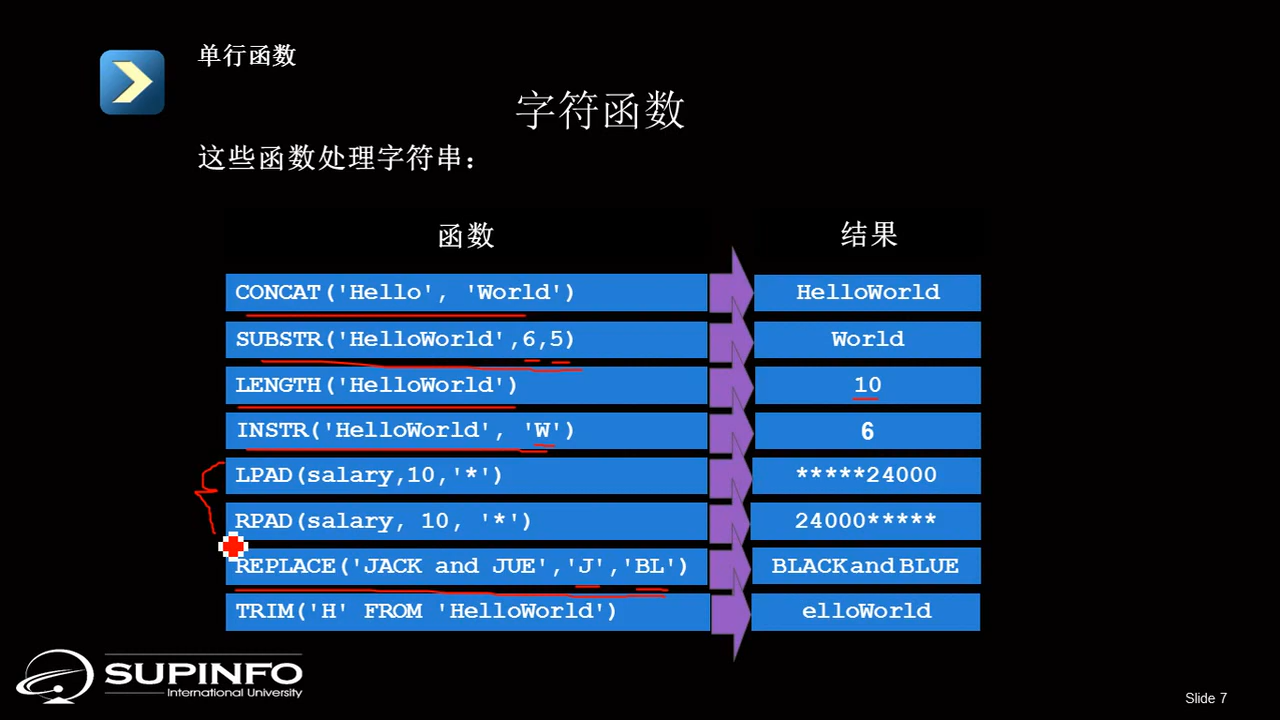 单行函数
字符函数
这些函数处理字符串:
函数 结果
CONCAT('Hello', 'World') HelloWorld
SUBSTR('HelloWorld',6,5) World
LENGTH('HelloWorld') 10
INSTR('HelloWorld', 'W') 6
LPAD(salary,10,'*') *****24000
RPAD(salary, 10, '*') 24000*****
REPLACE('JACK and JUE','J','BL') BLACK and BLUE
TRIM('H' FROM 'HelloWorld') elloWorld
SUPINFO
International University
Slide 7